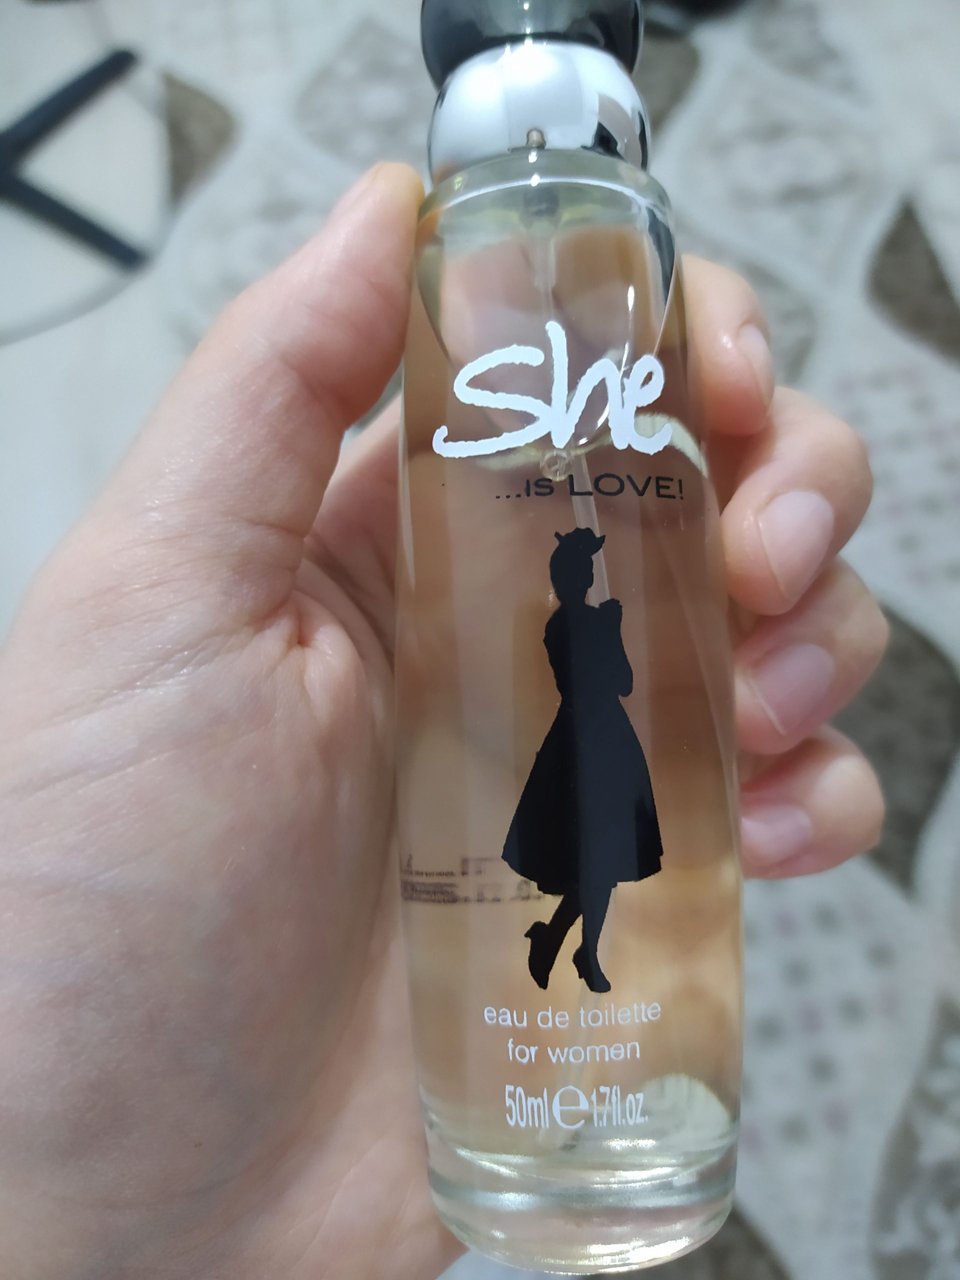 She
...is LOVE!
eau de toilette
for women
50ml e 1.7fl.oz.